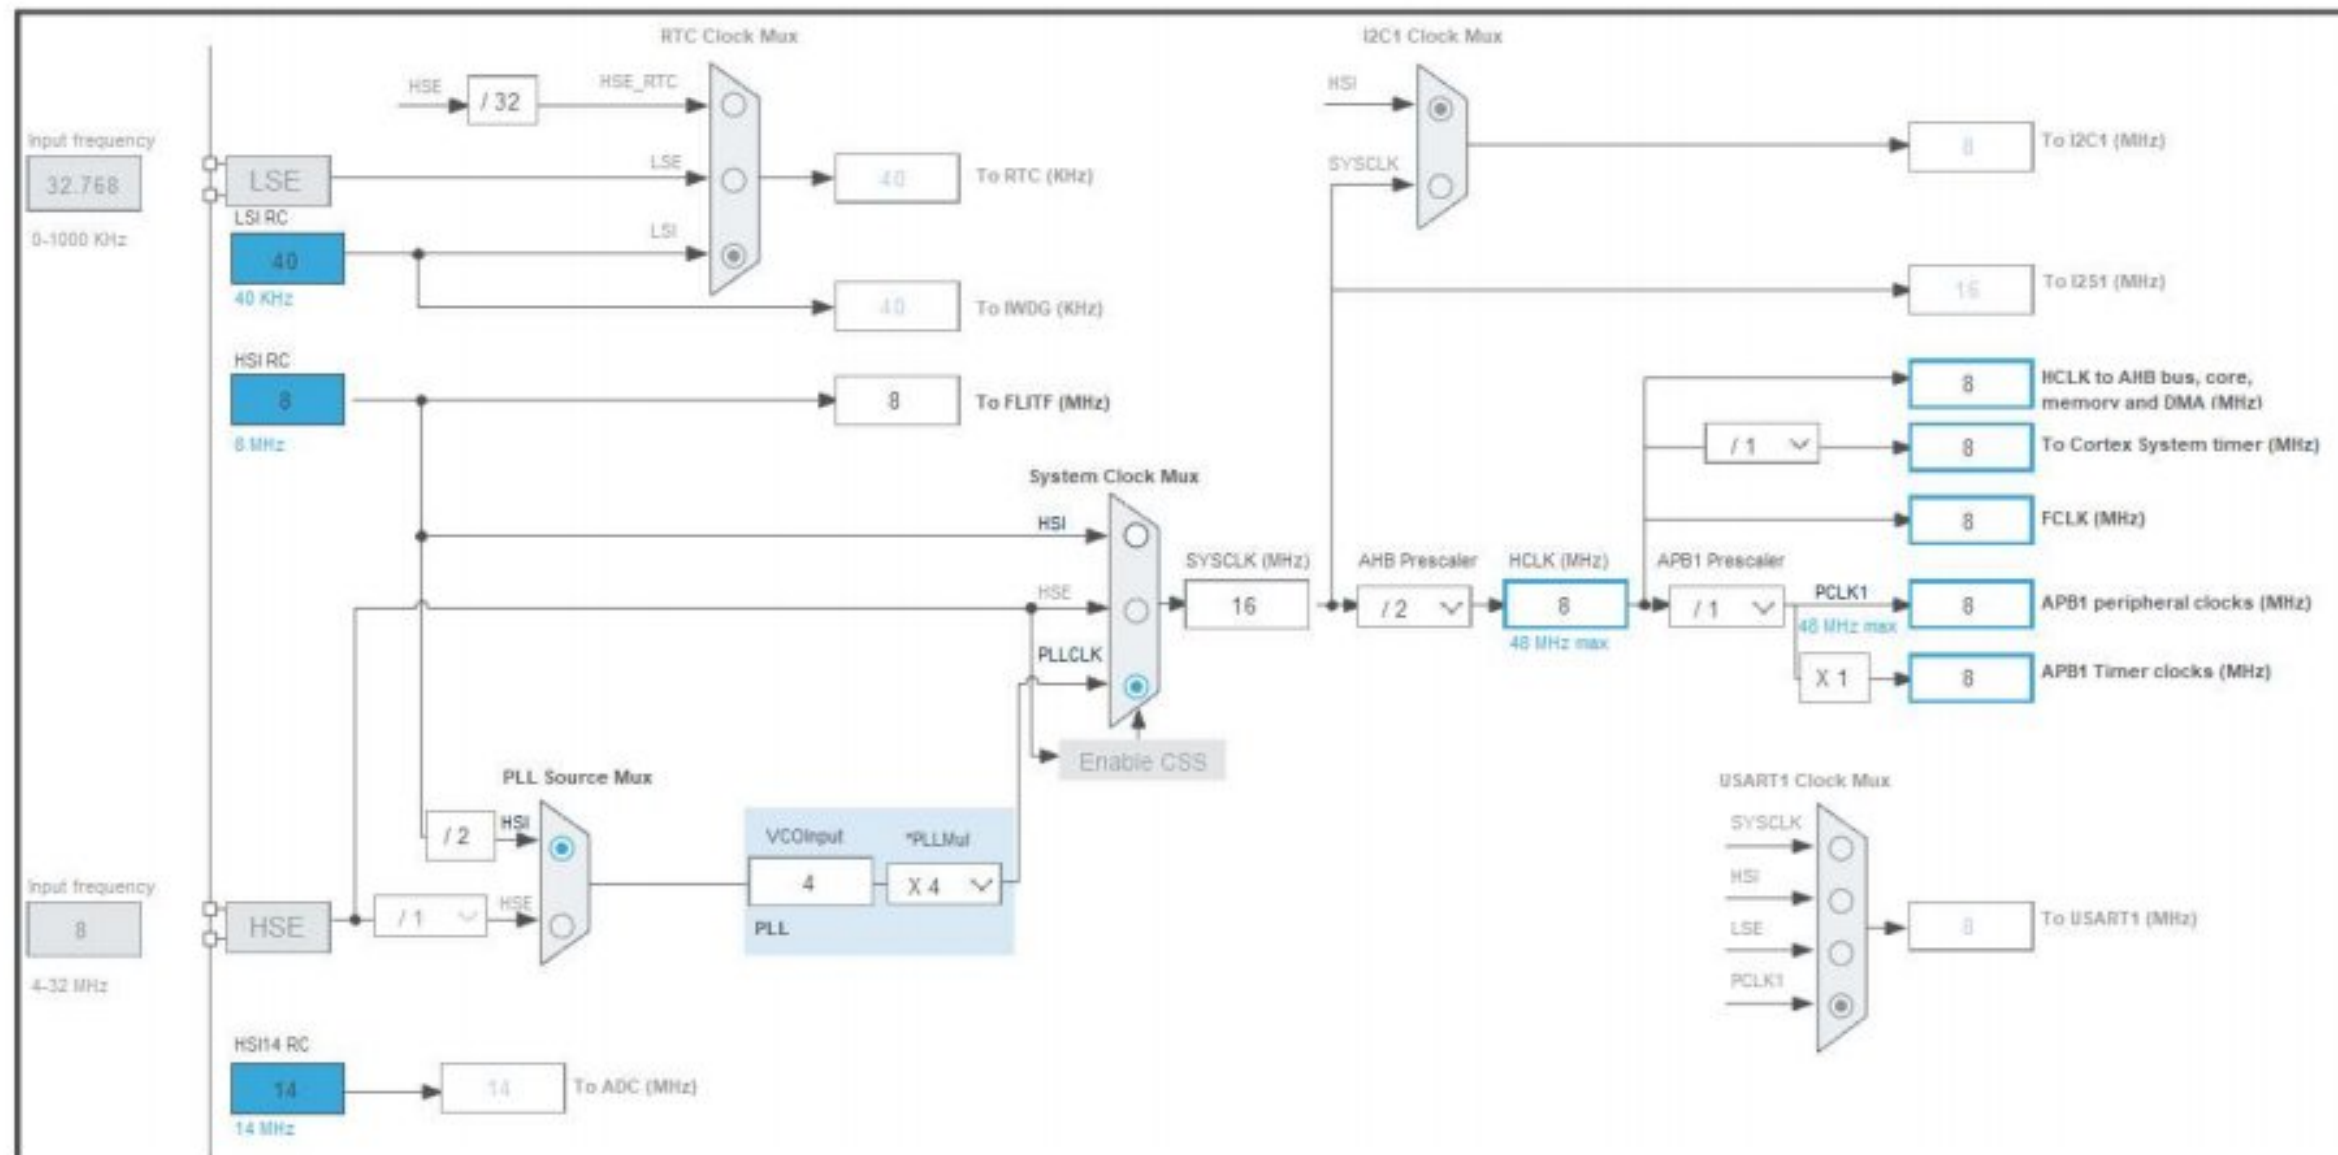 RTC Clock Mux
I2C1 Clock Mux
HSE
/ 32
HSE_RTC
HSI
Input frequency
32.768
0-1000 KHz
LSE
LSE
40
To RTC (KHz)
SYSCLK
8
To I2C1 (MHz)
LSI RC
40
40 KHz
LSI
40
To IWDG (KHz)
16
To I2S1 (MHz)
HSI RC
8
8 MHz
8
To FLITF (MHz)
8
HCLK to AHB bus, core,
memory and DMA (MHz)
/ 1
8
To Cortex System timer (MHz)
System Clock Mux
HSI
8
FCLK (MHz)
HSE
SYSCLK (MHz)
16
AHB Prescaler
/ 2
HCLK (MHz)
8
48 MHz max
APB1 Prescaler
/ 1
PCLK1
48 MHz max
8
APB1 peripheral clocks (MHz)
PLLCLK
X 1
8
APB1 Timer clocks (MHz)
Enable CSS
PLL Source Mux
USART1 Clock Mux
/ 2
HSI
VCOInput
4
*PLLMul
X 4
PLL
SYSCLK
HSI
LSE
PCLK1
8
To USART1 (MHz)
Input frequency
8
4-32 MHz
HSE
/ 1
HSE
HSI14 RC
14
14 MHz
14
To ADC (MHz)